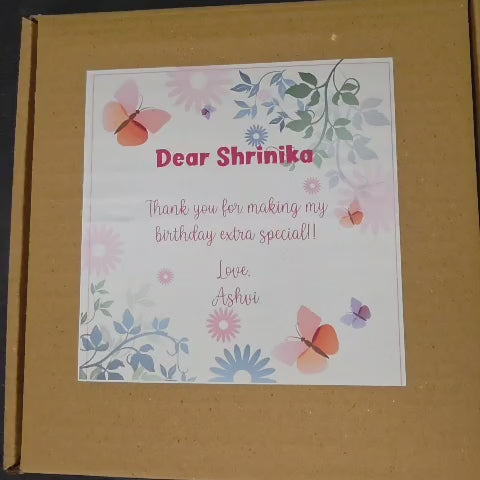 Dear Shrinika
Thank you for making my
birthday extra special!!
Love,
Ashvi